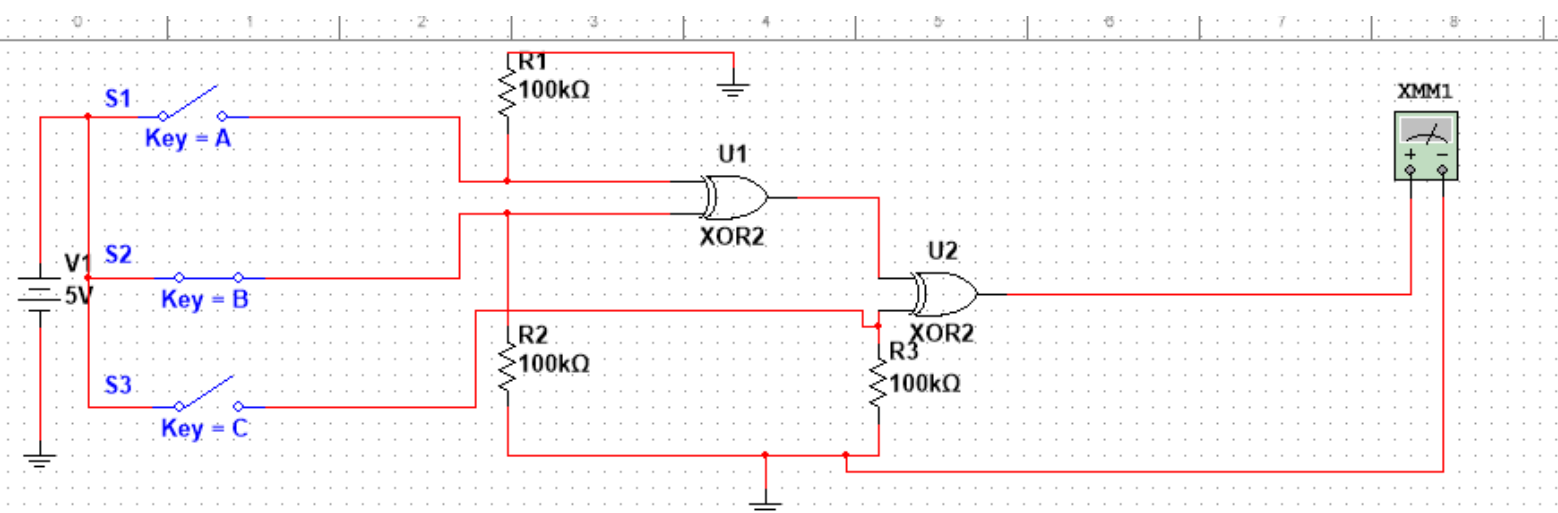 0 1 2 3 4 5 6 7 8
R1
100kΩ
S1
Key = A
XMM1
+ −
U1
XOR2
S2
Key = B
V1
5V
U2
XOR2
R2
100kΩ
R3
100kΩ
S3
Key = C